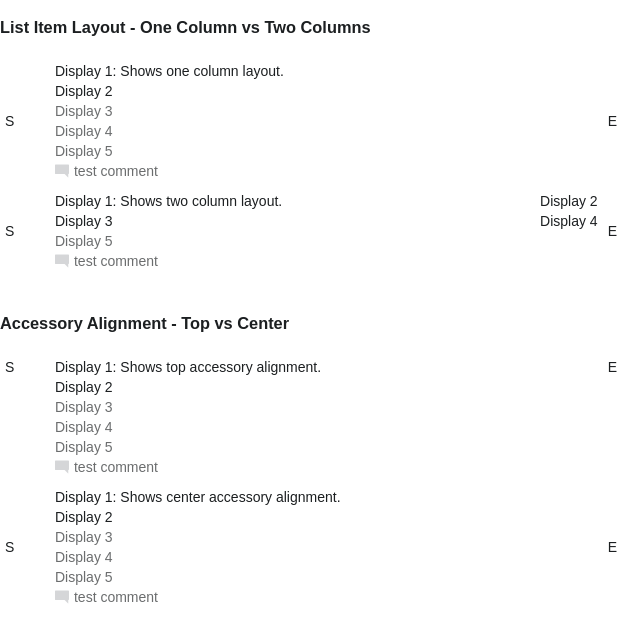 List Item Layout - One Column vs Two Columns
Display 1: Shows one column layout.
Display 2
Display 3
S
E
Display 4
Display 5
test comment
Display 1: Shows two column layout. Display 2
Display 3 Display 4
S
E
Display 5
test comment
Accessory Alignment - Top vs Center
S Display 1: Shows top accessory alignment. E
Display 2
Display 3
Display 4
Display 5
test comment
Display 1: Shows center accessory alignment.
Display 2
Display 3
S
E
Display 4
Display 5
test comment